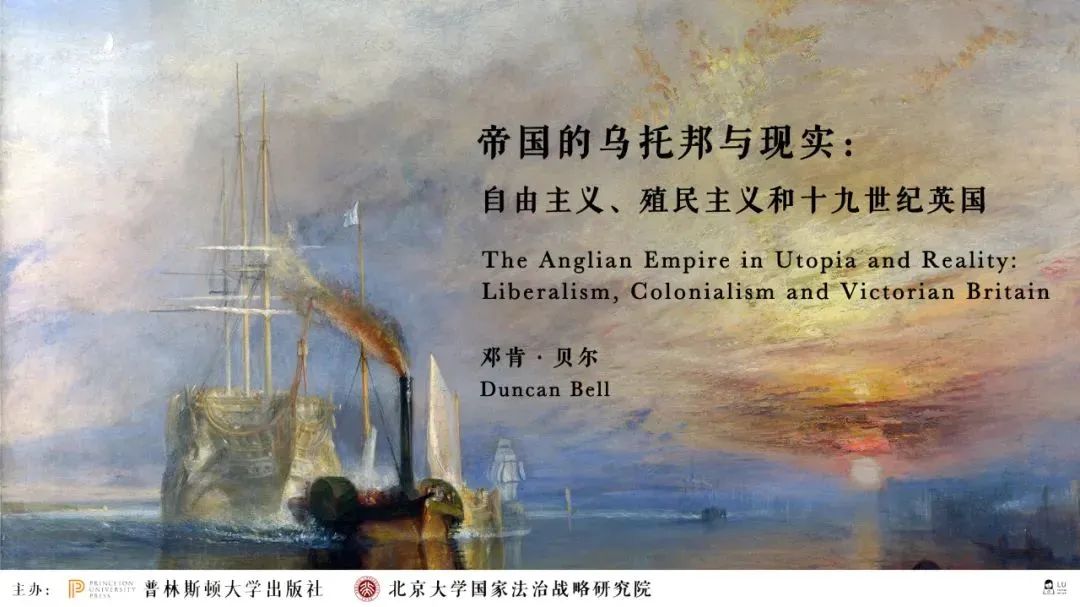 帝国的乌托邦与现实：
自由主义、殖民主义和十九世纪英国
The Anglian Empire in Utopia and Reality:
Liberalism, Colonialism and Victorian Britain
邓肯·贝尔
Duncan Bell
主办： PRINCETON UNIVERSITY PRESS 普林斯顿大学出版社 北京大学国家法治战略研究院 LU